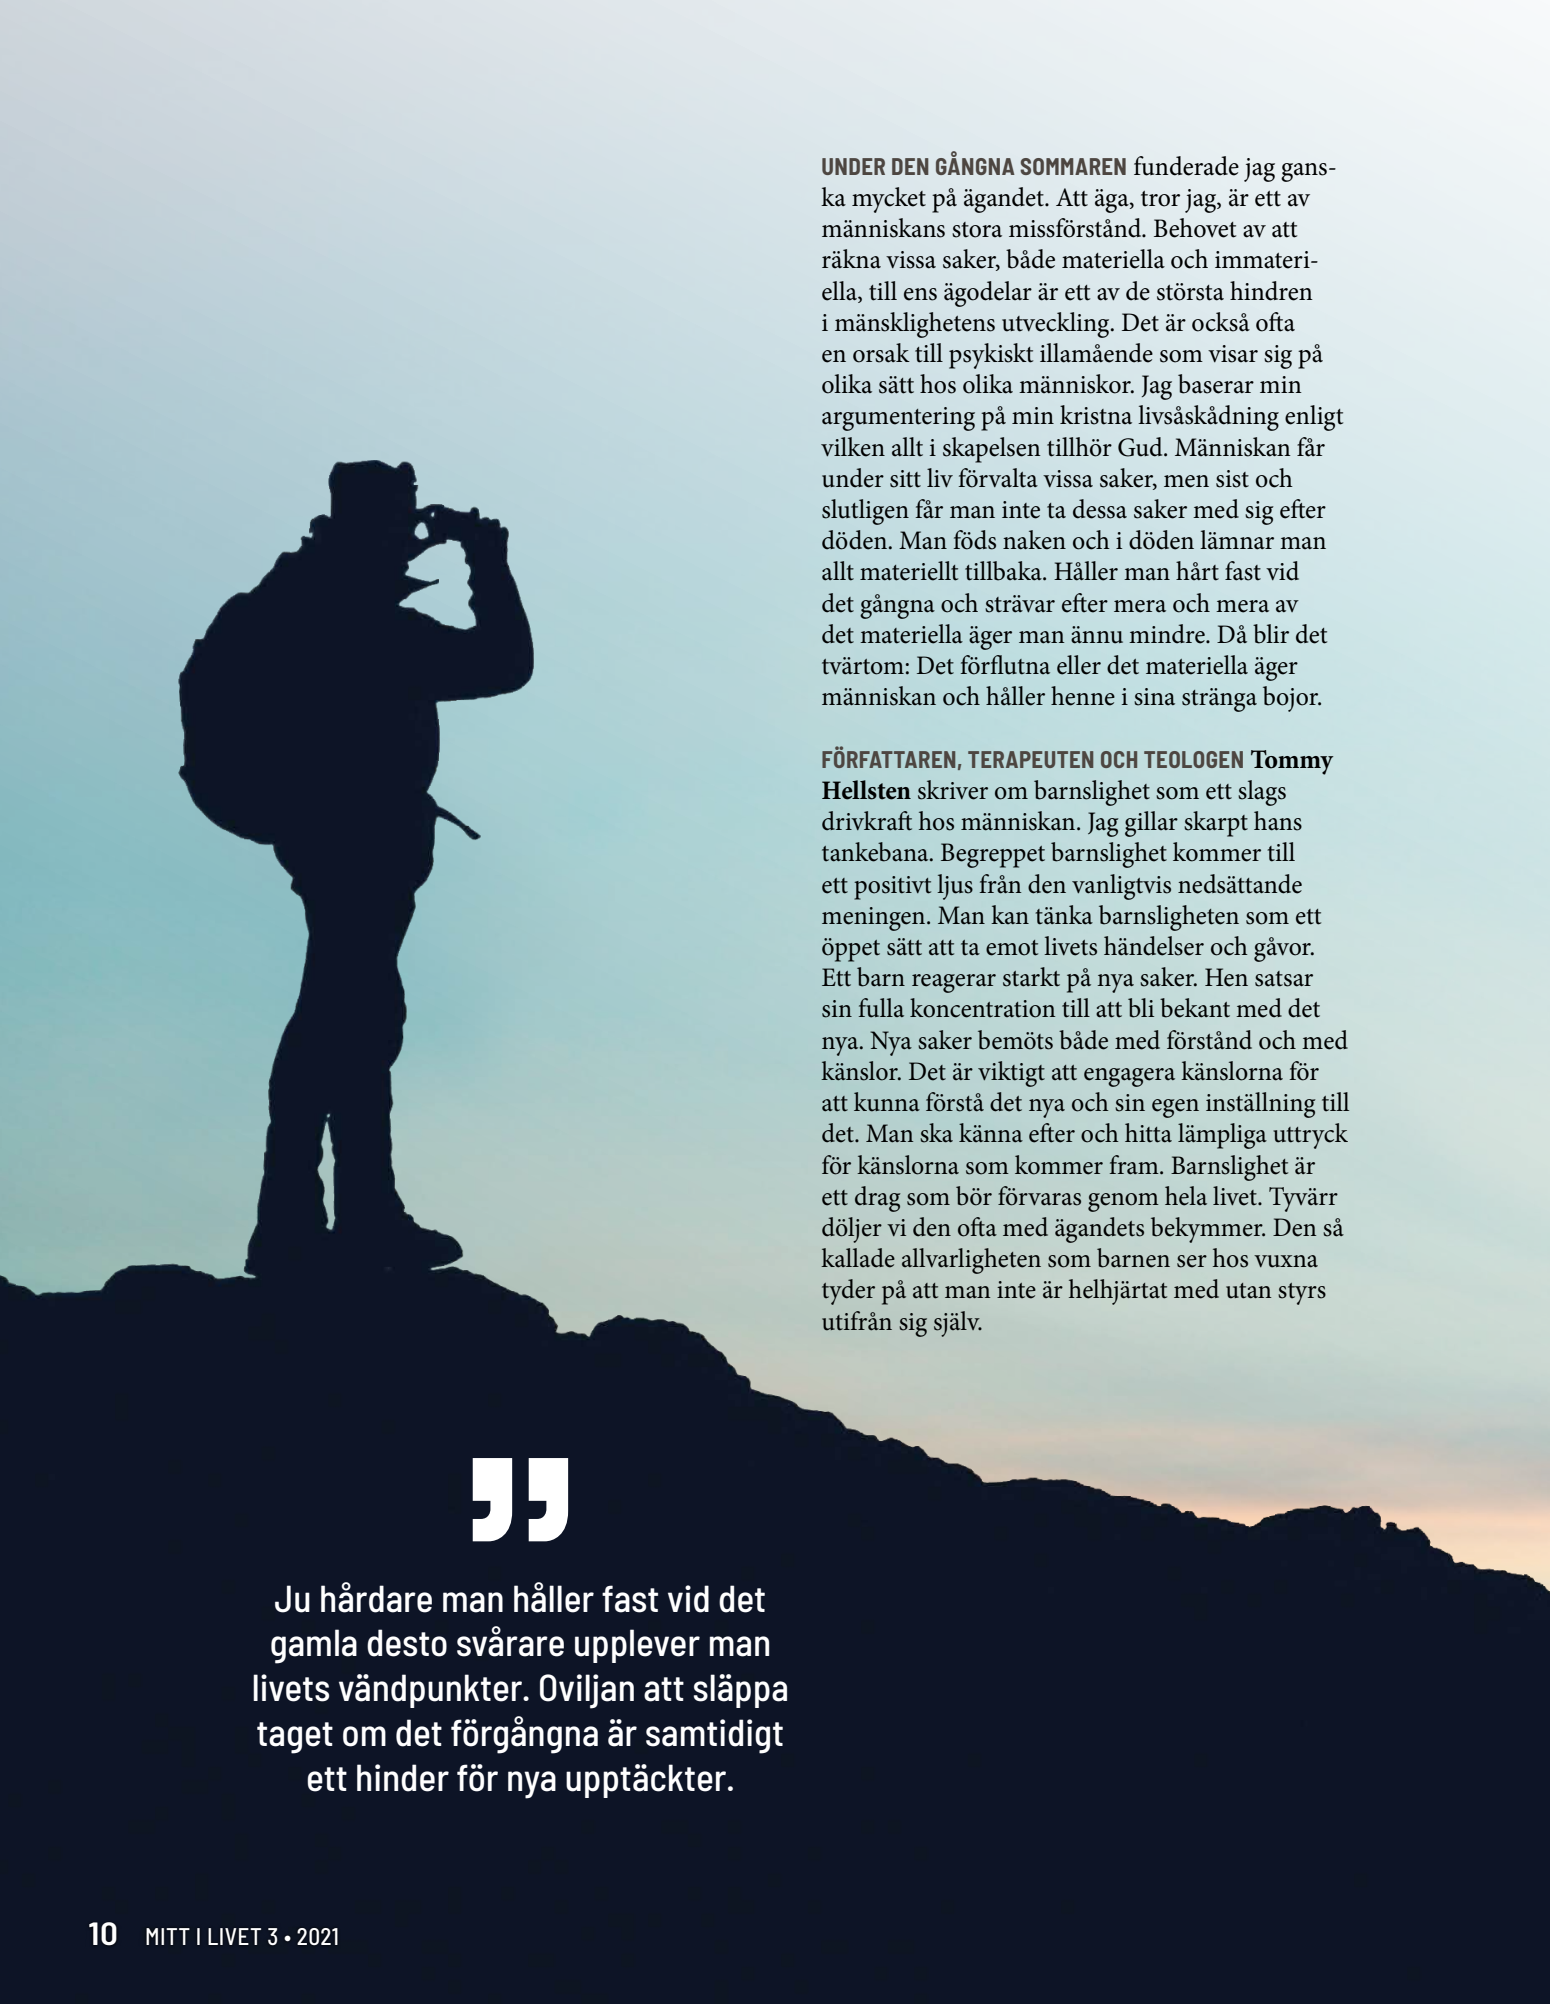 UNDER DEN GÅNGNA SOMMAREN funderade jag gans-
ka mycket på ägandet. Att äga, tror jag, är ett av
människans stora missförstånd. Behovet av att
räkna vissa saker, både materiella och immateri-
ella, till ens ägodelar är ett av de största hindren
i mänsklighetens utveckling. Det är också ofta
en orsak till psykiskt illamående som visar sig på
olika sätt hos olika människor. Jag baserar min
argumentering på min kristna livsåskådning enligt
vilken allt i skapelsen tillhör Gud. Människan får
under sitt liv förvalta vissa saker, men sist och
slutligen får man inte ta dessa saker med sig efter
döden. Man föds naken och i döden lämnar man
allt materiellt tillbaka. Håller man hårt fast vid
det gångna och strävar efter mera och mera av
det materiella äger man ännu mindre. Då blir det
tvärtom: Det förflutna eller det materiella äger
människan och håller henne i sina stränga bojor.
FÖRFATTAREN, TERAPEUTEN OCH TEOLOGEN Tommy
Hellsten skriver om barnslighet som ett slags
drivkraft hos människan. Jag gillar skarpt hans
tankebana. Begreppet barnslighet kommer till
ett positivt ljus från den vanligtvis nedsättande
meningen. Man kan tänka barnsligheten som ett
öppet sätt att ta emot livets händelser och gåvor.
Ett barn reagerar starkt på nya saker. Hen satsar
sin fulla koncentration till att bli bekant med det
nya. Nya saker bemöts både med förstånd och med
känslor. Det är viktigt att engagera känslorna för
att kunna förstå det nya och sin egen inställning till
det. Man ska känna efter och hitta lämpliga uttryck
för känslorna som kommer fram. Barnslighet är
ett drag som bör förvaras genom hela livet. Tyvärr
döljer vi den ofta med ägandets bekymmer. Den så
kallade allvarligheten som barnen ser hos vuxna
tyder på att man inte är helhjärtat med utan styrs
utifrån sig själv.
”
Ju hårdare man håller fast vid det
gamla desto svårare upplever man
livets vändpunkter. Oviljan att släppa
taget om det förgångna är samtidigt
ett hinder för nya upptäckter.
10 MITT I LIVET 3 • 2021